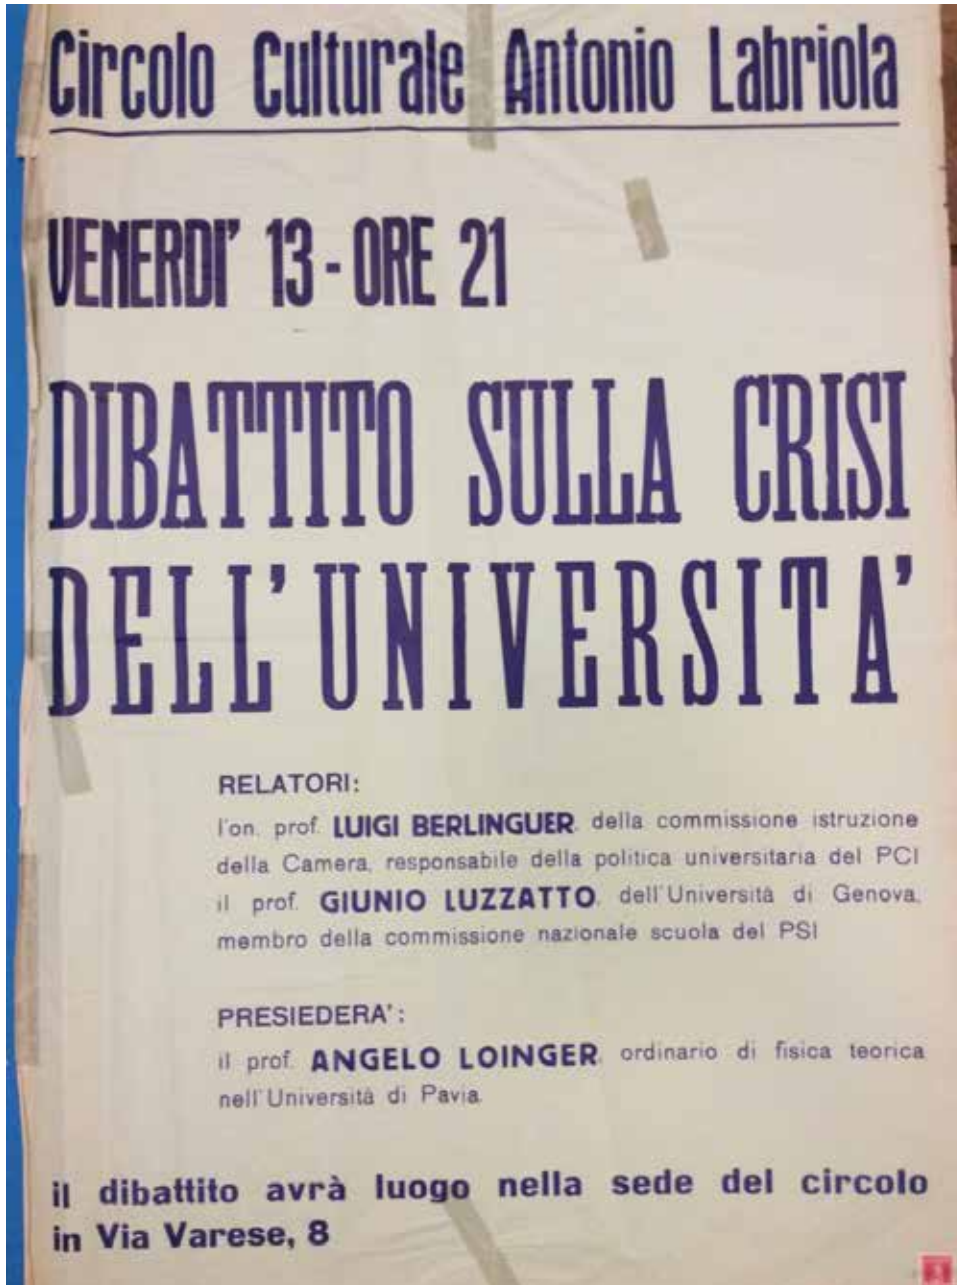 Circolo Culturale Antonio Labriola
VENERDI' 13 - ORE 21
DIBATTITO SULLA CRISI
DELL'UNIVERSITA'
RELATORI:
l'on. prof. LUIGI BERLINGUER, della commissione istruzione
della Camera, responsabile della politica universitaria del PCI
il prof. GIUNIO LUZZATTO, dell'Università di Genova,
membro della commissione nazionale scuola del PSI
PRESIEDERA':
il prof. ANGELO LOINGER, ordinario di fisica teorica
nell'Università di Pavia.
il dibattito avrà luogo nella sede del circolo
in Via Varese, 8